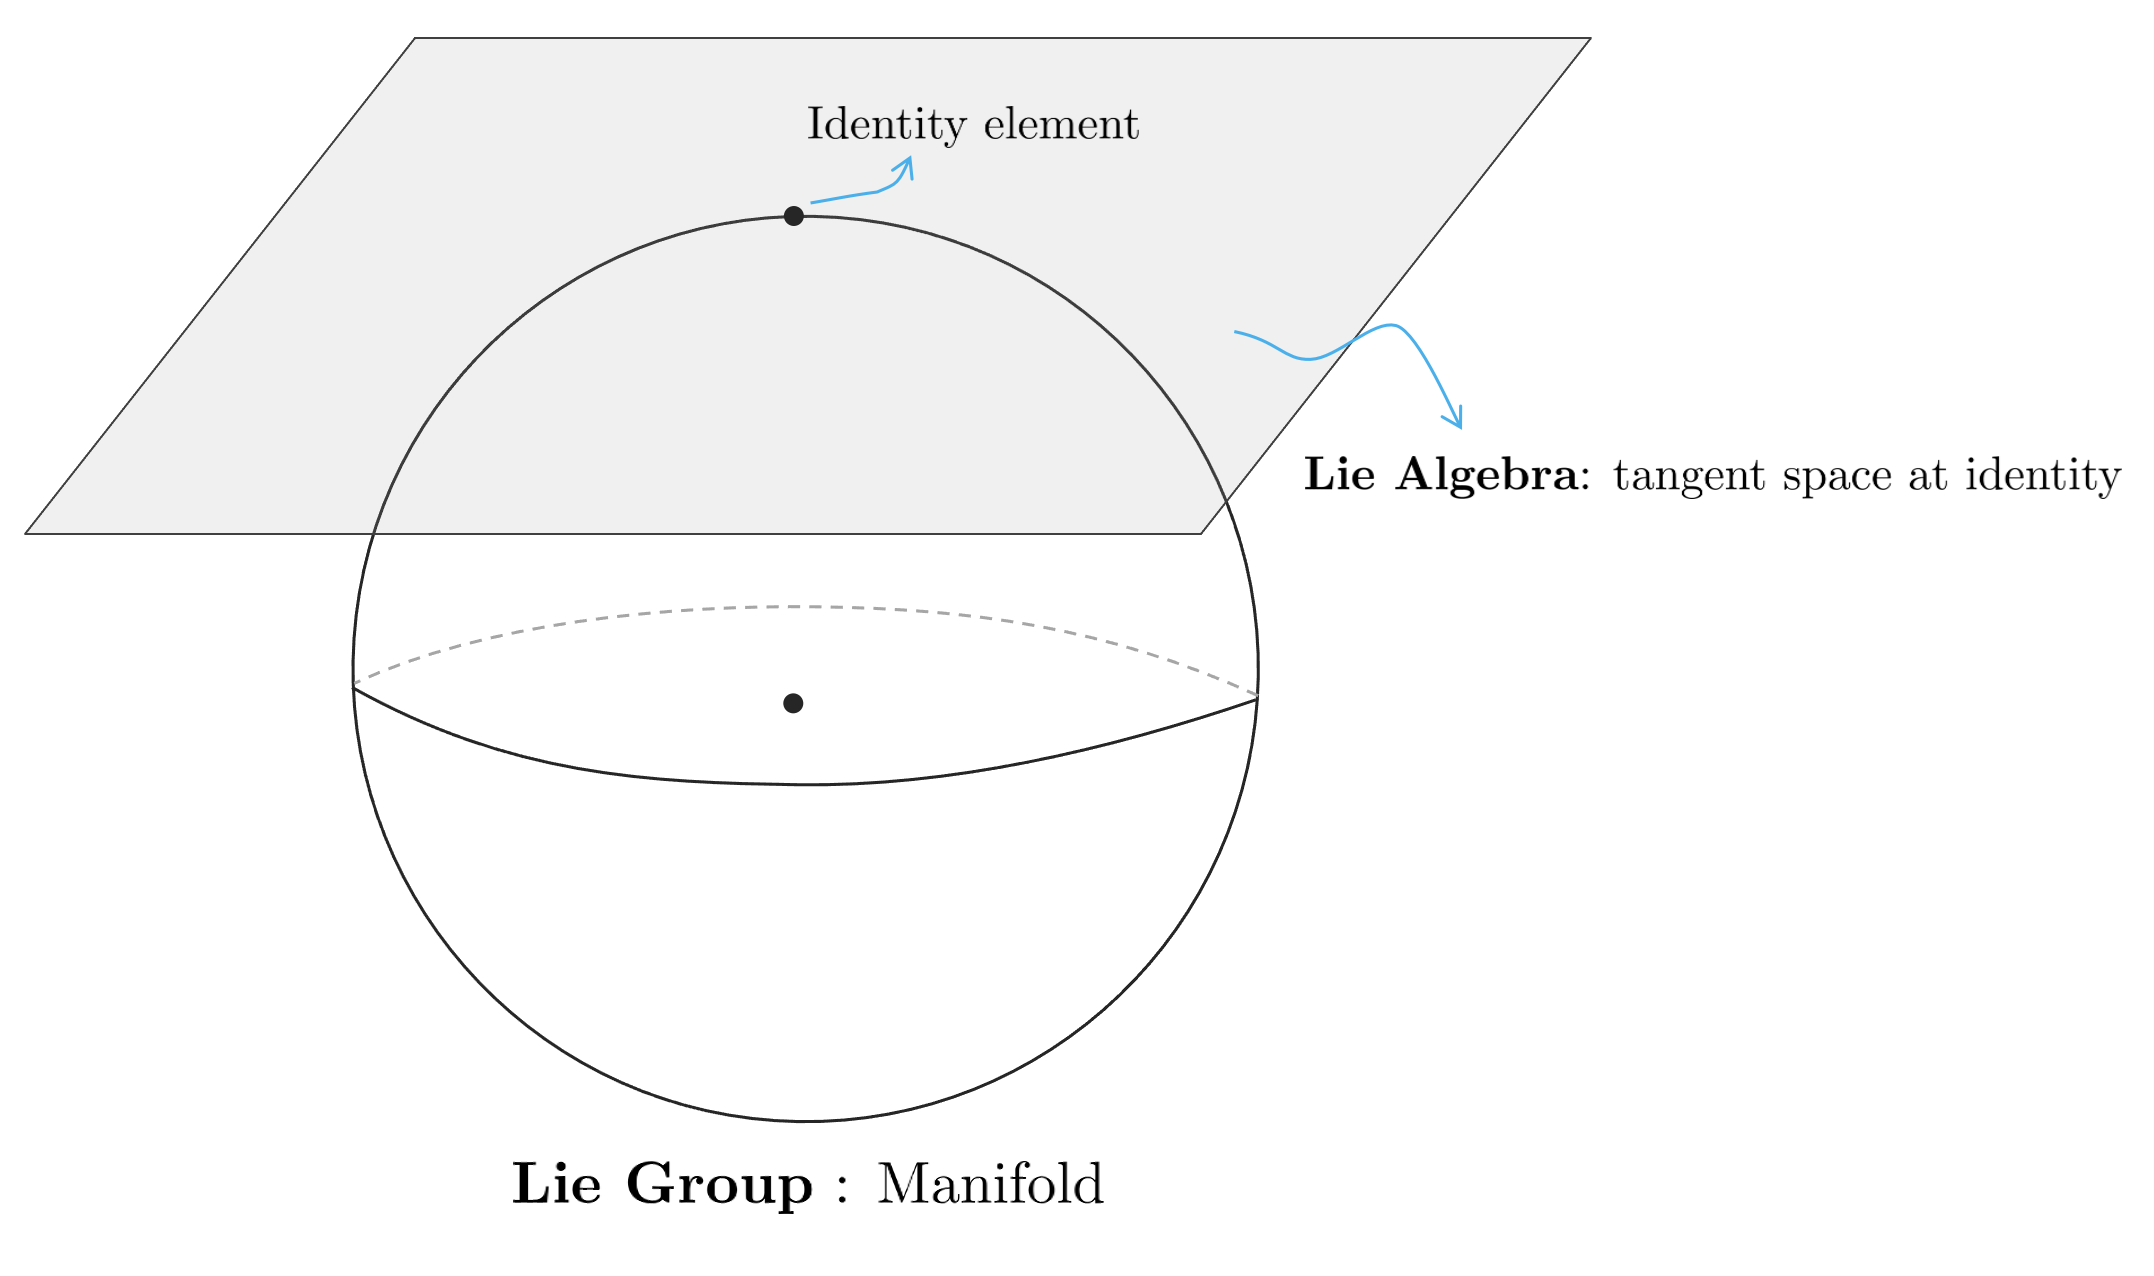 Identity element
Lie Algebra: tangent space at identity
Lie Group : Manifold